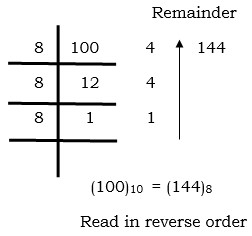 Remainder
8 100 4 144
8 12 4
8 1 1
(100)₁₀ = (144)₈
Read in reverse order